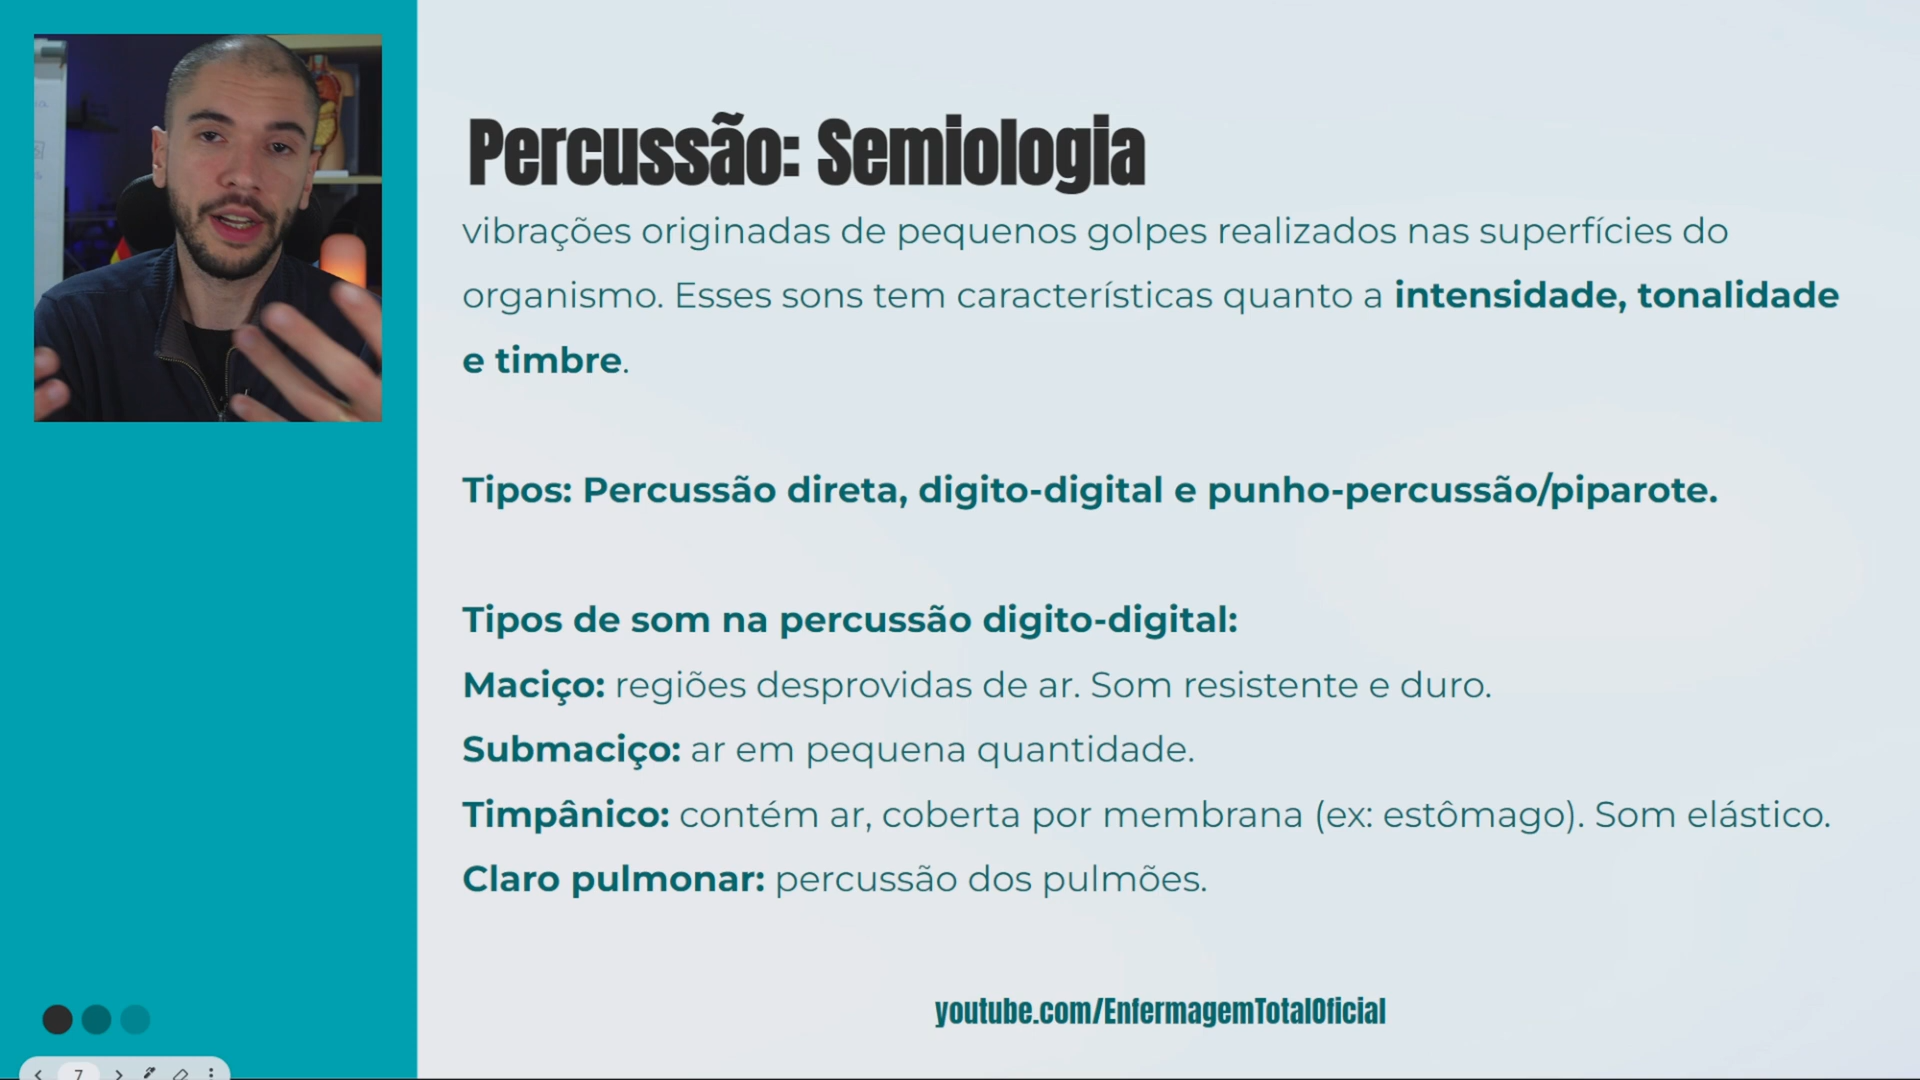 Percussão: Semiologia
vibrações originadas de pequenos golpes realizados nas superfícies do
organismo. Esses sons tem características quanto a intensidade, tonalidade
e timbre.
Tipos: Percussão direta, digito-digital e punho-percussão/piparote.
Tipos de som na percussão digito-digital:
Maciço: regiões desprovidas de ar. Som resistente e duro.
Submaciço: ar em pequena quantidade.
Timpânico: contém ar, coberta por membrana (ex: estômago). Som elástico.
Claro pulmonar: percussão dos pulmões.
youtube.com/EnfermagemTotalOficial
7